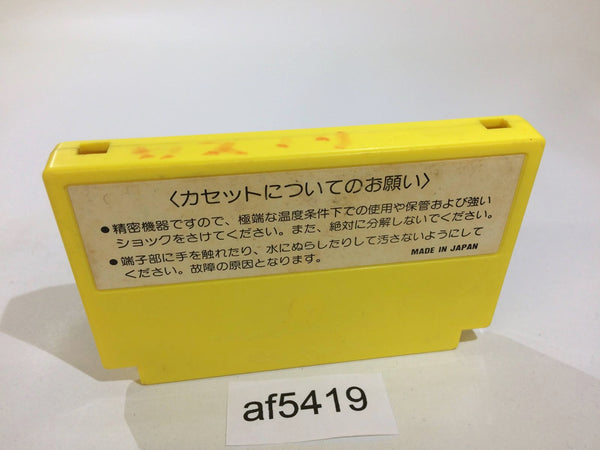 〈カセットについてのお願い〉
●精密機器ですので、極端な温度条件下での使用や保管および強い
ショックをさけてください。また、絶対に分解しないでください。
●端子部に手を触れたり、水にぬらしたりして汚さないようにして
ください。故障の原因となります。
MADE IN JAPAN
af5419